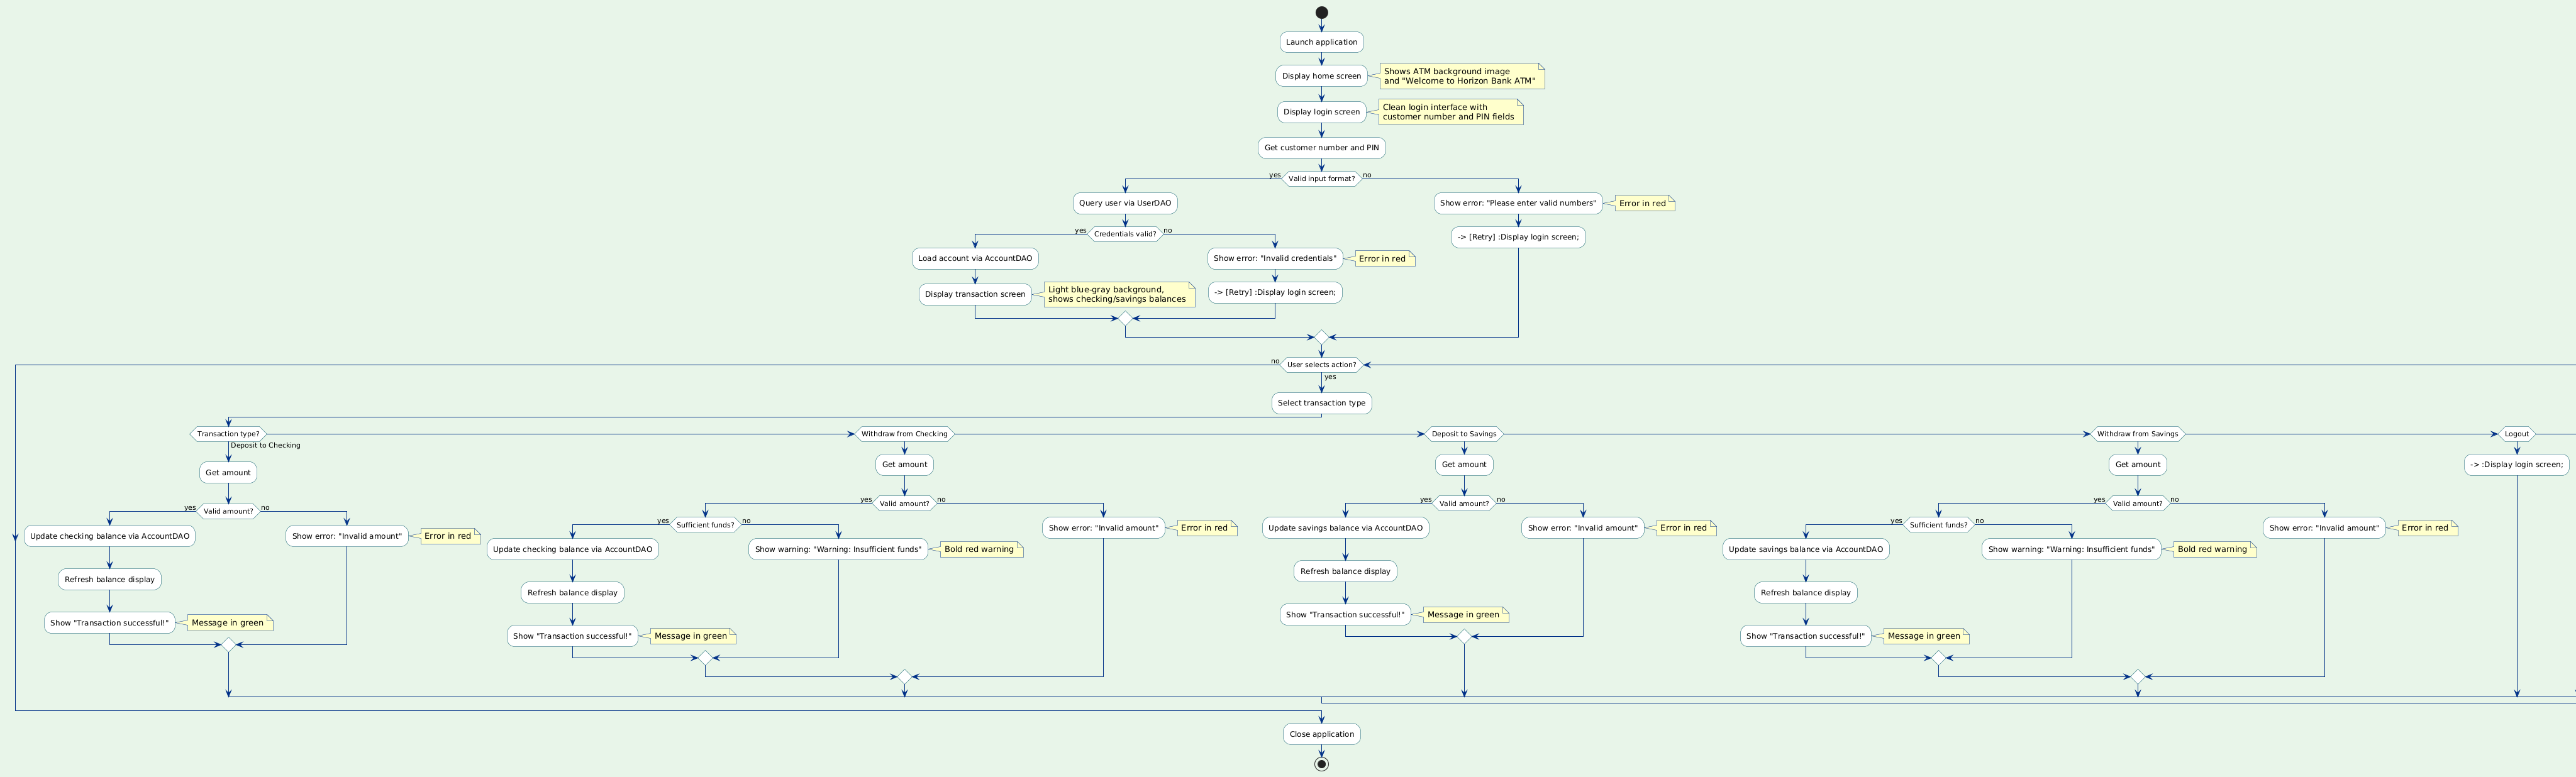 Launch application
Display home screen
Shows ATM background image
and "Welcome to Horizon Bank ATM"
Display login screen
Clean login interface with
customer number and PIN fields
Get customer number and PIN
yes
Valid input format?
no
Query user via UserDAO
Show error: "Please enter valid numbers"
Error in red
yes
Credentials valid?
no
-> [Retry] :Display login screen;
Load account via AccountDAO
Show error: "Invalid credentials"
Error in red
Display transaction screen
Light blue-gray background,
shows checking/savings balances
-> [Retry] :Display login screen;
no
User selects action?
yes
Select transaction type
Transaction type?
Deposit to Checking
Withdraw from Checking
Deposit to Savings
Withdraw from Savings
Logout
Get amount
Get amount
Get amount
Get amount
-> :Display login screen;
yes
Valid amount?
no
yes
Valid amount?
no
yes
Valid amount?
no
yes
Valid amount?
no
Update checking balance via AccountDAO
Show error: "Invalid amount"
Error in red
yes
Sufficient funds?
no
Show error: "Invalid amount"
Error in red
Update savings balance via AccountDAO
Show error: "Invalid amount"
Error in red
yes
Sufficient funds?
no
Show error: "Invalid amount"
Error in red
Update checking balance via AccountDAO
Show warning: "Warning: Insufficient funds"
Bold red warning
Update savings balance via AccountDAO
Show warning: "Warning: Insufficient funds"
Bold red warning
Refresh balance display
Refresh balance display
Refresh balance display
Refresh balance display
Show "Transaction successful!"
Message in green
Show "Transaction successful!"
Message in green
Show "Transaction successful!"
Message in green
Show "Transaction successful!"
Message in green
Close application